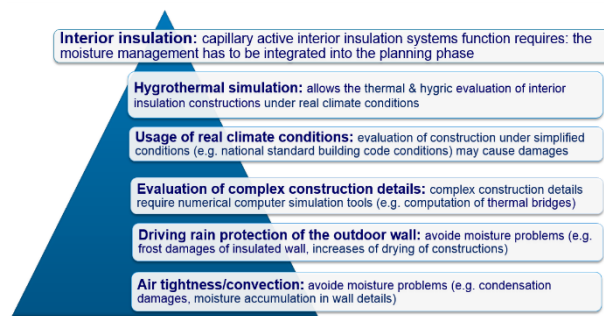 Interior insulation: capillary active interior insulation systems function requires: the
moisture management has to be integrated into the planning phase
Hygrothermal simulation: allows the thermal & hygric evaluation of interior
insulation constructions under real climate conditions
Usage of real climate conditions: evaluation of construction under simplified
conditions (e.g. national standard building code conditions) may cause damages
Evaluation of complex construction details: complex construction details
require numerical computer simulation tools (e.g. computation of thermal bridges)
Driving rain protection of the outdoor wall: avoide moisture problems (e.g.
frost damages of insulated wall, increases of drying of constructions)
Air tightness/convection: avoide moisture problems (e.g. condensation
damages, moisture accumulation in wall details)